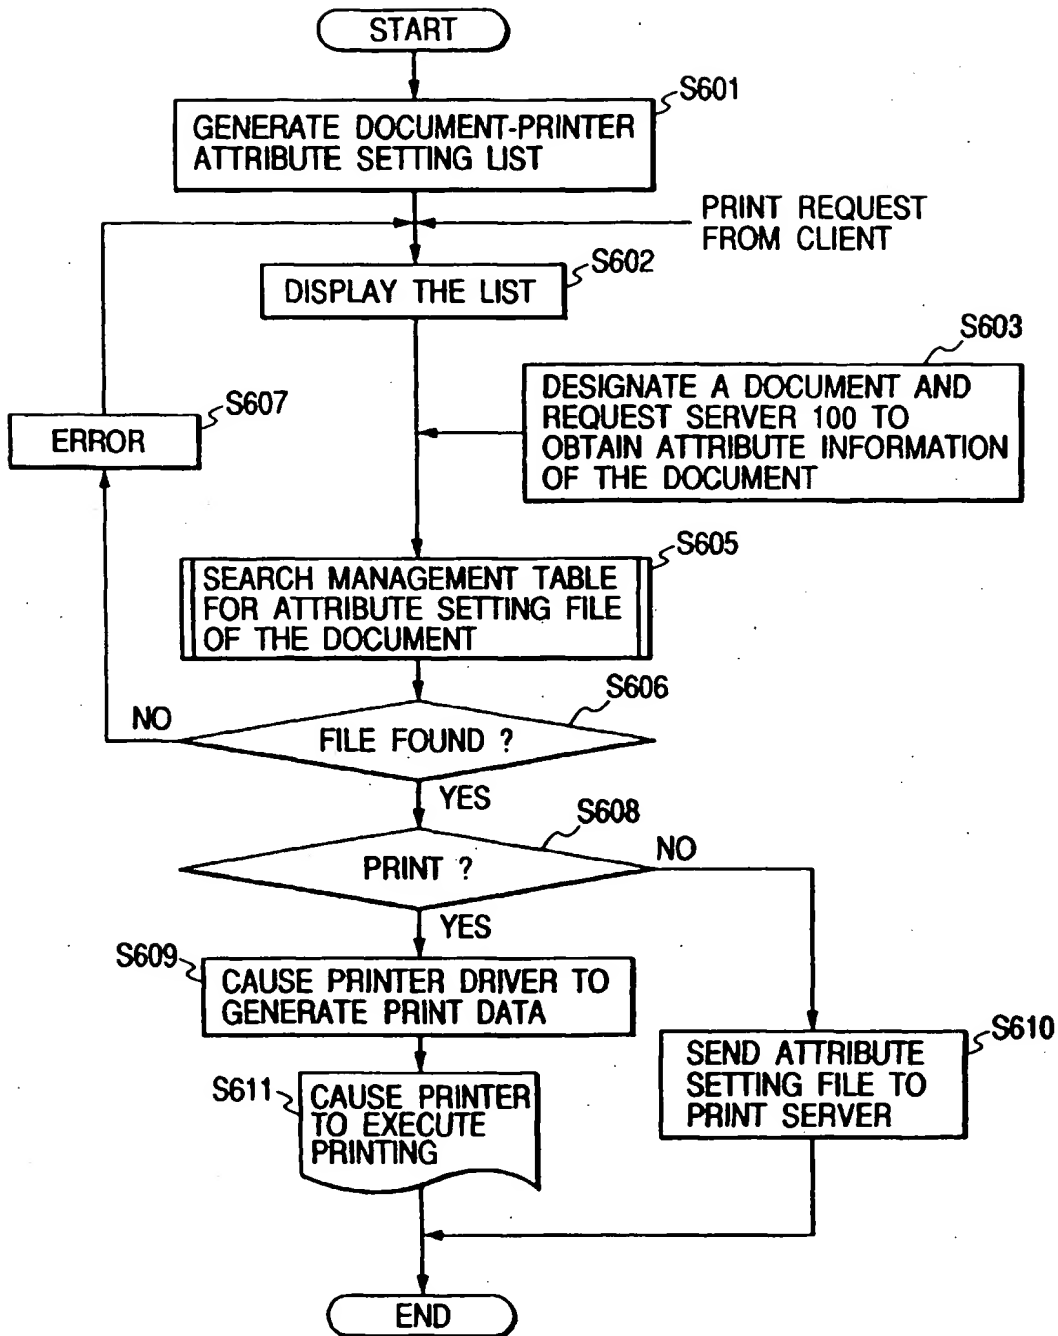 START
S601
GENERATE DOCUMENT-PRINTER
ATTRIBUTE SETTING LIST
PRINT REQUEST
FROM CLIENT
S602
DISPLAY THE LIST
S603
DESIGNATE A DOCUMENT AND
REQUEST SERVER 100 TO
OBTAIN ATTRIBUTE INFORMATION
OF THE DOCUMENT
S607
ERROR
S605
SEARCH MANAGEMENT TABLE
FOR ATTRIBUTE SETTING FILE
OF THE DOCUMENT
S606
NO
FILE FOUND ?
YES
S608
PRINT ?
NO
YES
S609
CAUSE PRINTER DRIVER TO
GENERATE PRINT DATA
S610
SEND ATTRIBUTE
SETTING FILE TO
PRINT SERVER
S611
CAUSE PRINTER
TO EXECUTE
PRINTING
END